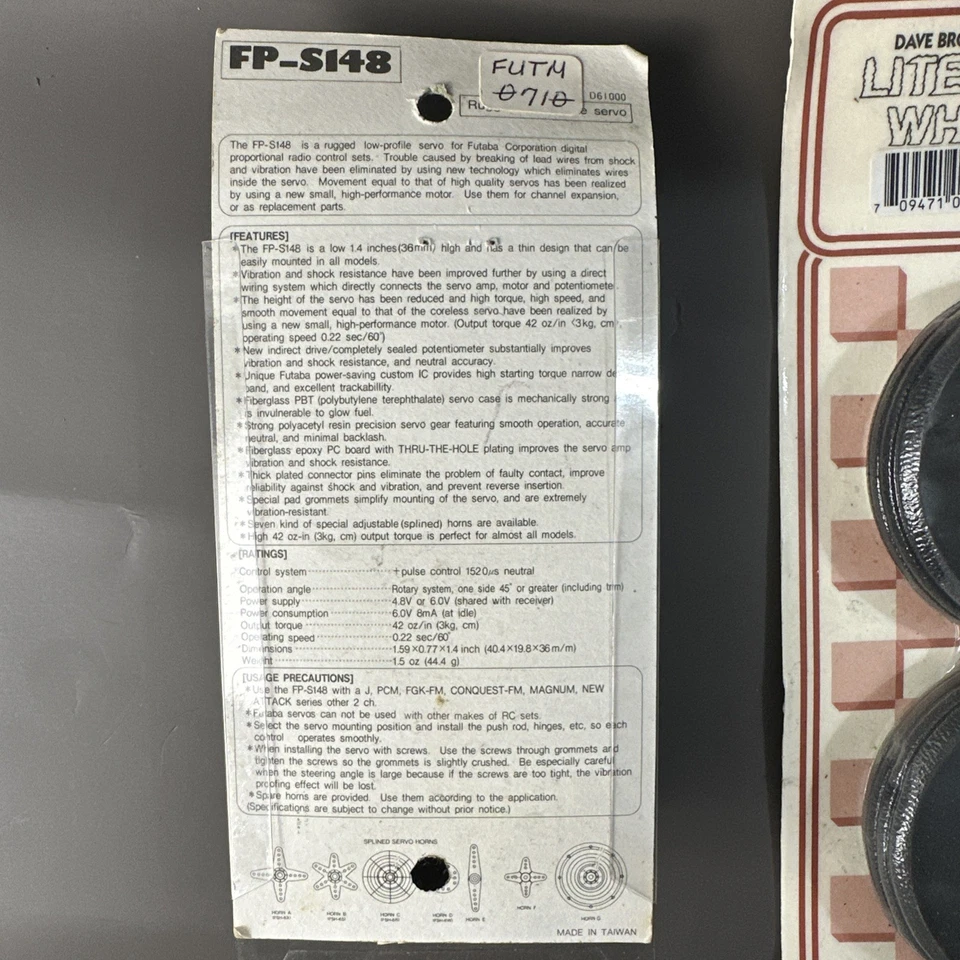 FP-S148
FUTM
0710
D61000
servo
The FP-S148 is a rugged low-profile servo for Futaba Corporation digital
proportional radio control sets. Trouble caused by breaking of lead wires from shock
and vibration have been eliminated by using new technology which eliminates wires
inside the servo. Movement equal to that of high quality servos has been realized
by using a new small, high-performance motor. Use them for channel expansion,
or as replacement parts.
[FEATURES]
*The FP-S148 is a low 1.4 inches(36mm) high and has a thin design that can be
easily mounted in all models.
*Vibration and shock resistance have been improved further by using a direct
wiring system which directly connects the servo amp, motor and potentiomete
*The height of the servo has been reduced and high torque, high speed, and
smooth movement equal to that of the coreless servo have been realized by
using a new small, high-performance motor. (Output torque 42 oz/in <3kg, cm
operating speed 0.22 sec/60°)
*New indirect drive/completely sealed potentiometer substantially improves
vibration and shock resistance, and neutral accuracy.
*Unique Futaba power-saving custom IC provides high starting torque narrow de
band, and excellent trackability.
*Fiberglass PBT (polybutylene terephthalate) servo case is mechanically strong
is invulnerable to glow fuel.
*Strong polyacetyl resin precision servo gear featuring smooth operation, accurate
neutral, and minimal backlash.
*Fiberglass epoxy PC board with THRU-THE-HOLE plating improves the servo amp
vibration and shock resistance.
*Thick plated connector pins eliminate the problem of faulty contact, improve
reliability against shock and vibration, and prevent reverse insertion.
*Special pad grommets simplify mounting of the servo, and are extremely
vibration-resistant.
*Seven kind of special adjustable(splined) horns are available.
*High 42 oz-in (3kg, cm) output torque is perfect for almost all models.
[RATINGS]
Control system +pulse control 1520µs neutral
Operation angle Rotary system, one side 45° or greater (including trim)
Power supply 4.8V or 6.0V (shared with receiver)
Power consumption 6.0V 8mA (at idle)
Output torque 42 oz/in (3kg, cm)
Operating speed 0.22 sec/60°
Dimensions 1.59×0.77×1.4 inch (40.4×19.8×36m/m)
Weight 1.5 oz (44.4 g)
[USAGE PRECAUTIONS]
*Use the FP-S148 with a J, PCM, FGK-FM, CONQUEST-FM, MAGNUM, NEW
ATTACK series other 2 ch.
*Futaba servos can not be used with other makes of RC sets.
*Select the servo mounting position and install the push rod, hinges, etc, so each
control operates smoothly.
*When installing the servo with screws. Use the screws through grommets and
tighten the screws so the grommets is slightly crushed. Be especially careful
when the steering angle is large because if the screws are too tight, the vibration
proofing effect will be lost.
*Spare horns are provided. Use them according to the application.
(Specifications are subject to change without prior notice.)
SPLINED SERVO HORNS
HORN A
HORN B
HORN C
HORN D
HORN E
HORN F
HORN G
MADE IN TAIWAN
DAVE BRO
LITE
WH
7 09471 0